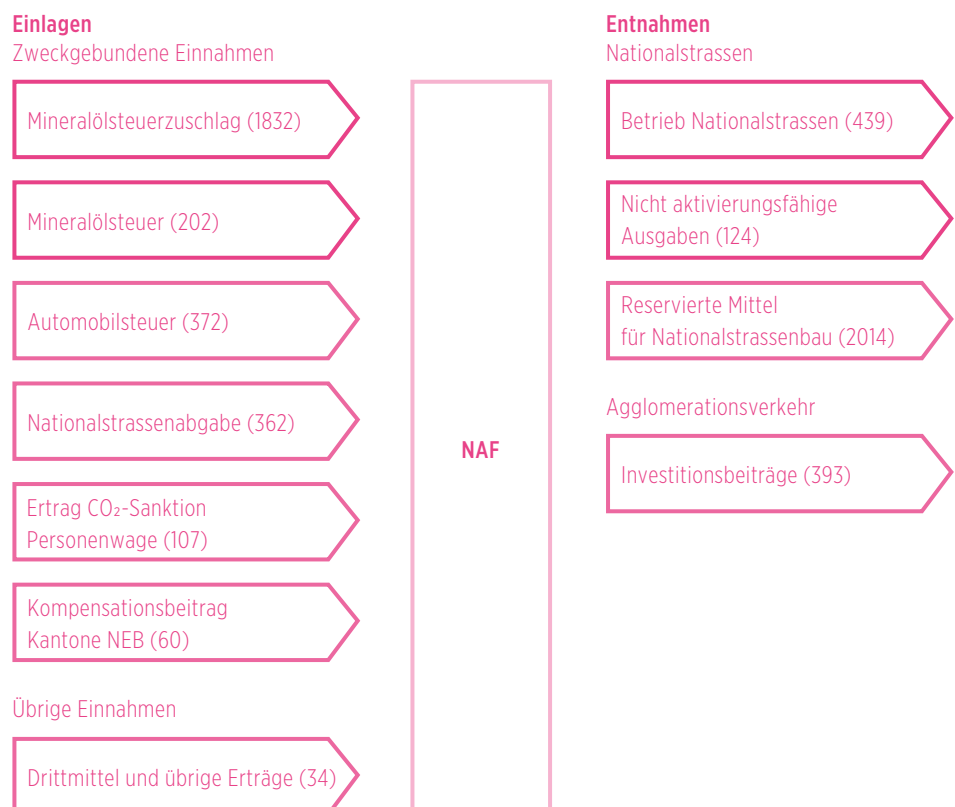 Einlagen
Zweckgebundene Einnahmen
Mineralölsteuerzuschlag (1832)
Mineralölsteuer (202)
Automobilsteuer (372)
Nationalstrassenabgabe (362)
Ertrag CO₂-Sanktion
Personenwage (107)
Kompensationsbeitrag
Kantone NEB (60)
Übrige Einnahmen
Drittmittel und übrige Erträge (34)
NAF
Entnahmen
Nationalstrassen
Betrieb Nationalstrassen (439)
Nicht aktivierungsfähige
Ausgaben (124)
Reservierte Mittel
für Nationalstrassenbau (2014)
Agglomerationsverkehr
Investitionsbeiträge (393)